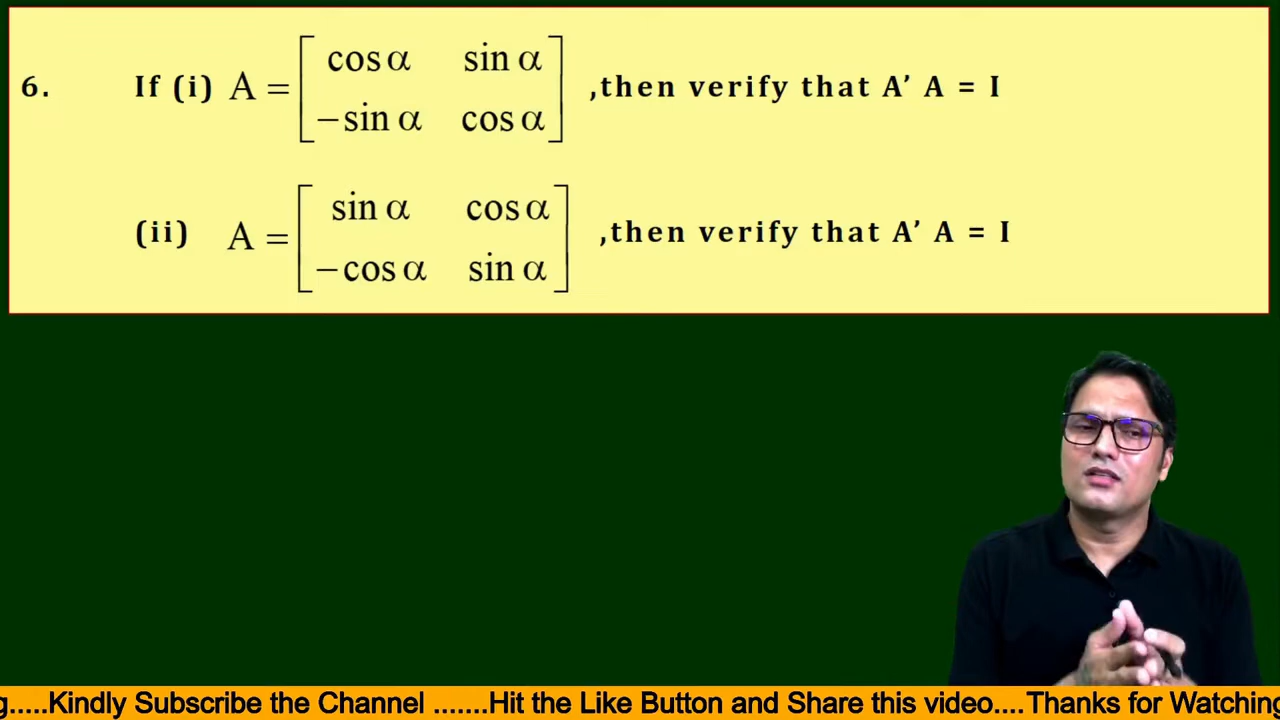 6. If (i) A = [ cos α sin α ] ,then verify that A’ A = I
[ −sin α cos α ]
(ii) A = [ sin α cos α ] ,then verify that A’ A = I
[ −cos α sin α ]
g.....Kindly Subscribe the Channel .......Hit the Like Button and Share this video....Thanks for Watching